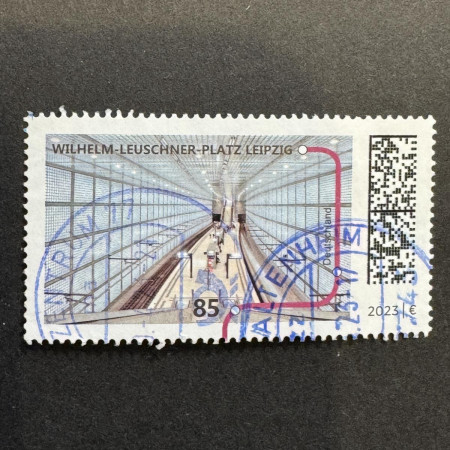 WILHELM-LEUSCHNER-PLATZ LEIPZIG
Deutschland
85
2023 | €